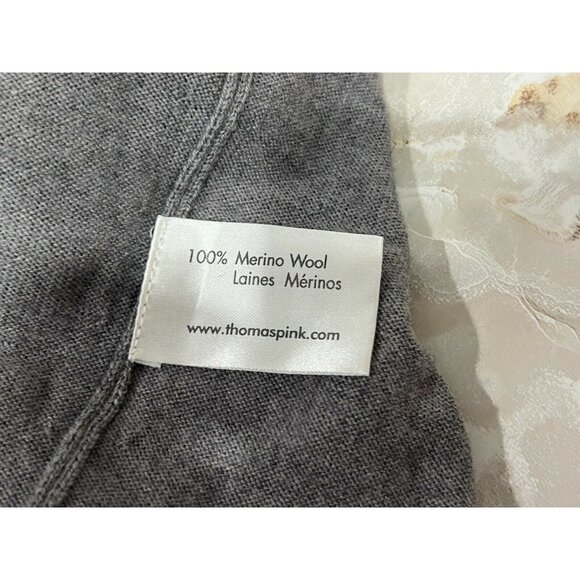 100% Merino Wool
Laines Mérinos
www.thomaspink.com